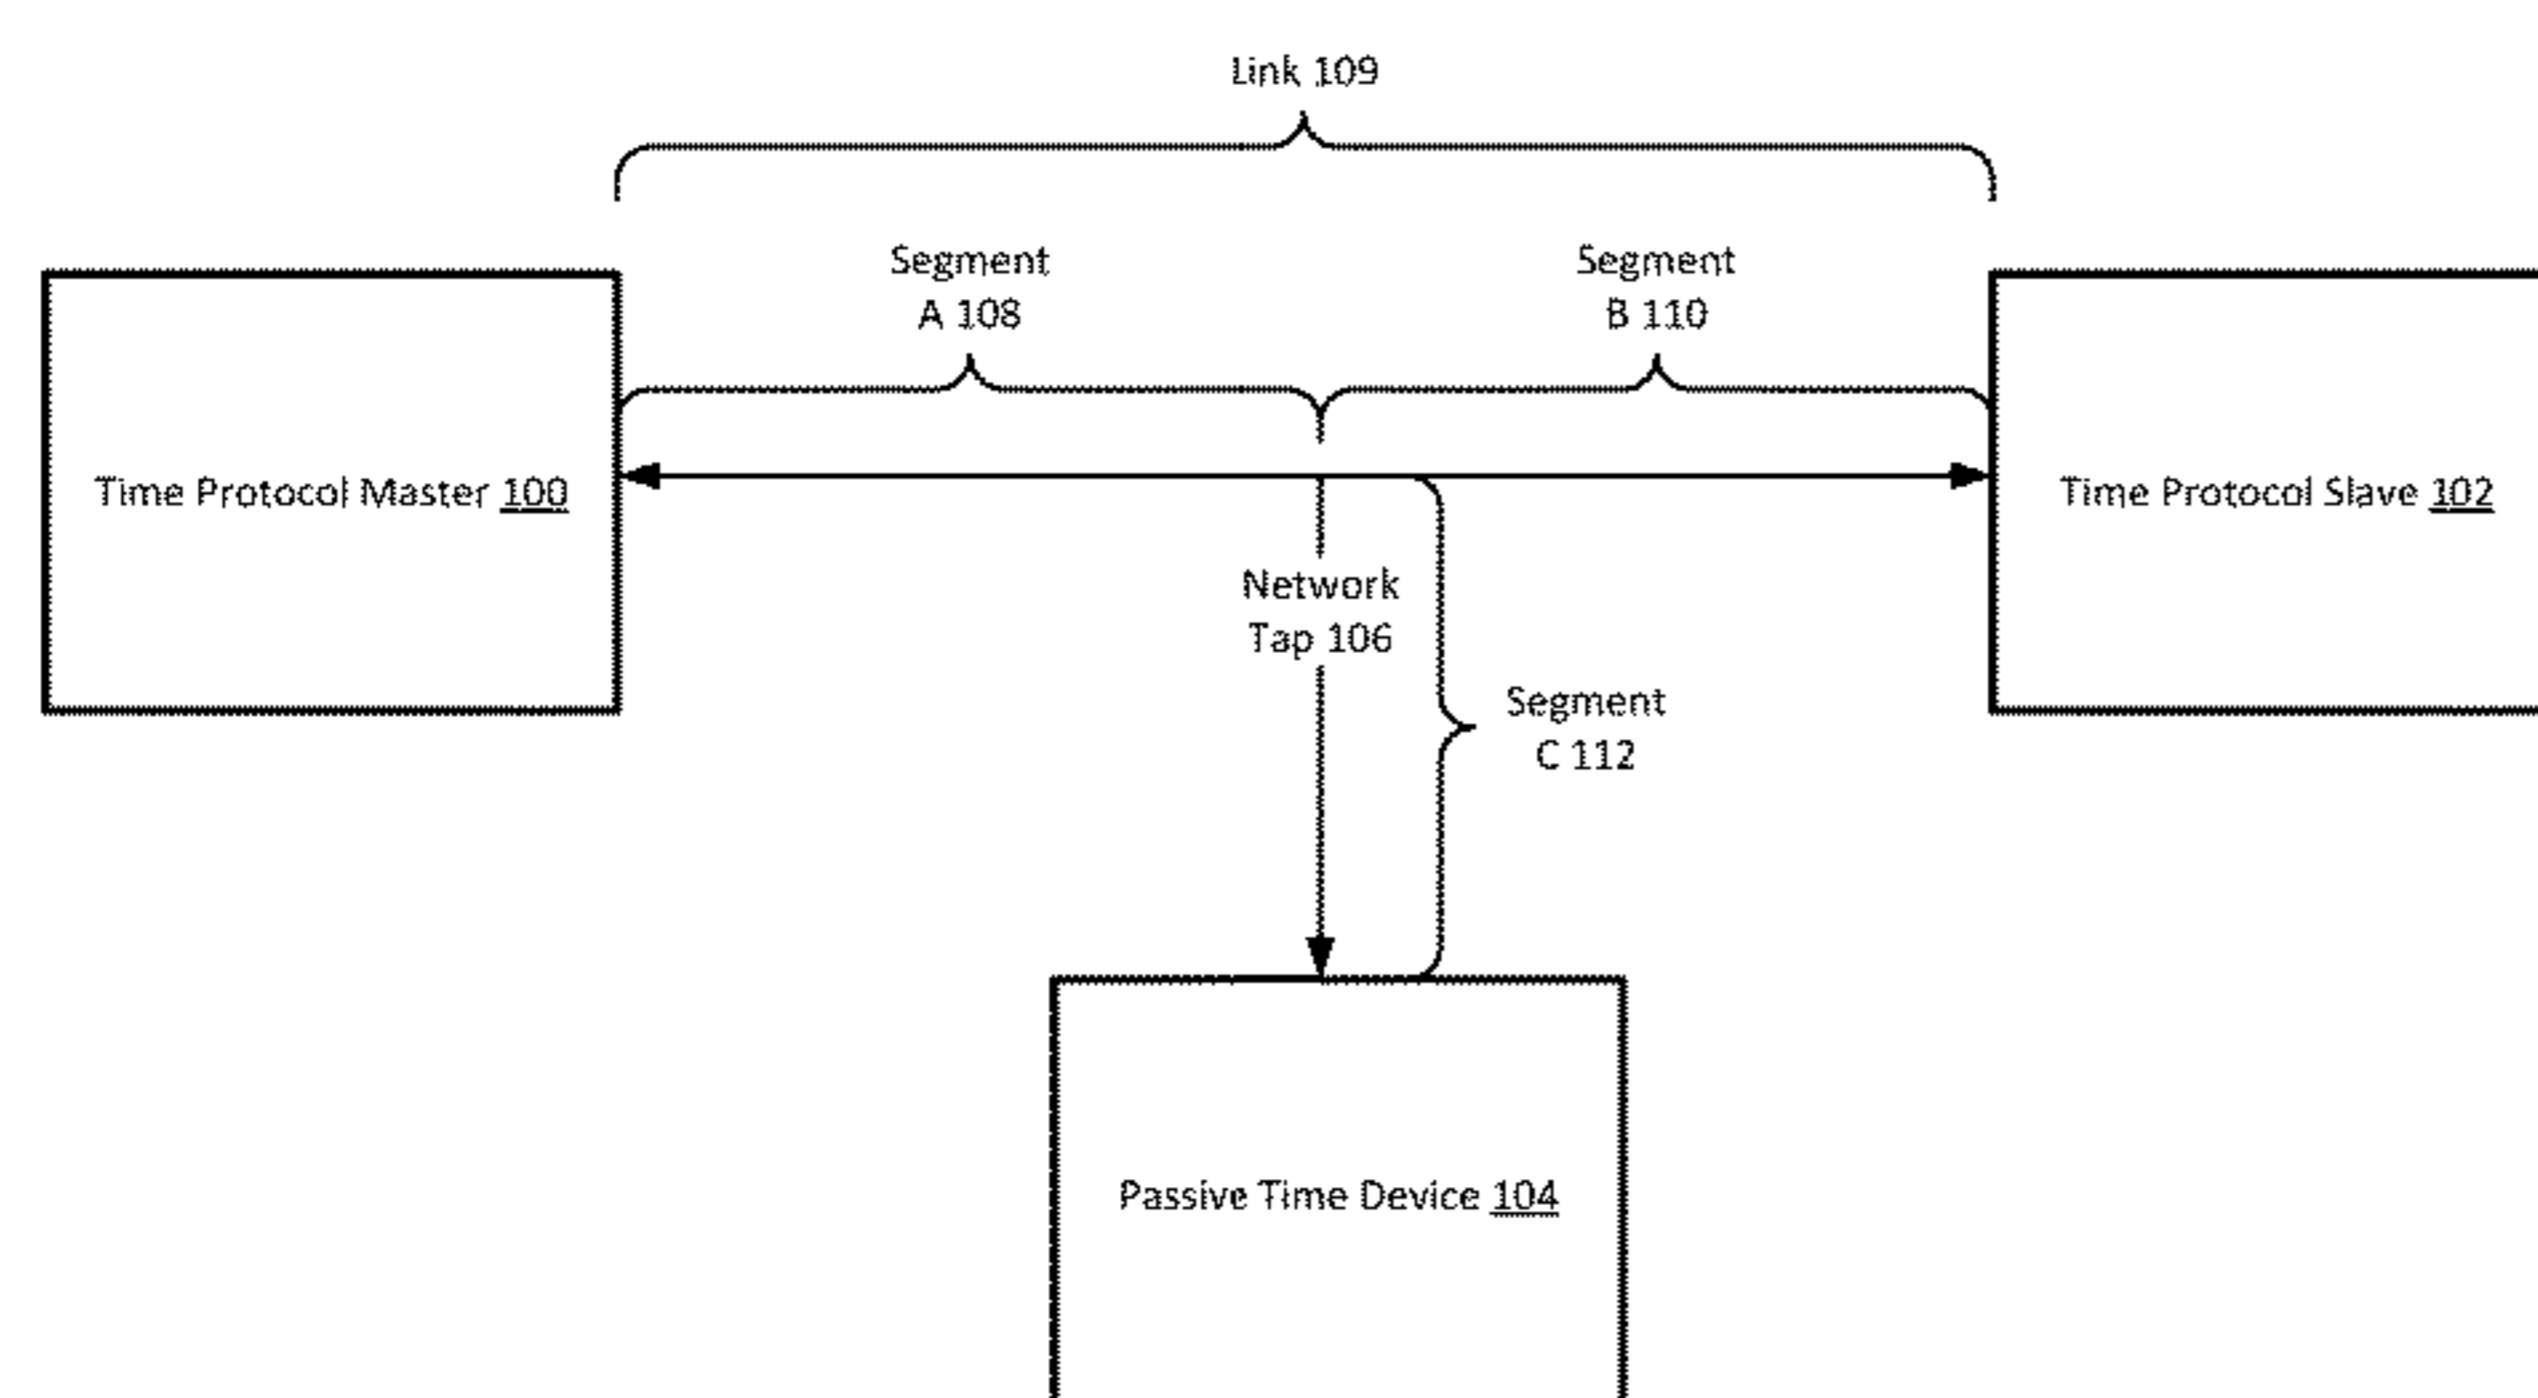 Link 109
Segment
A 108
Segment
B 110
Time Protocol Master 100
Time Protocol Slave 102
Network
Tap 106
Segment
C 112
Passive Time Device 104